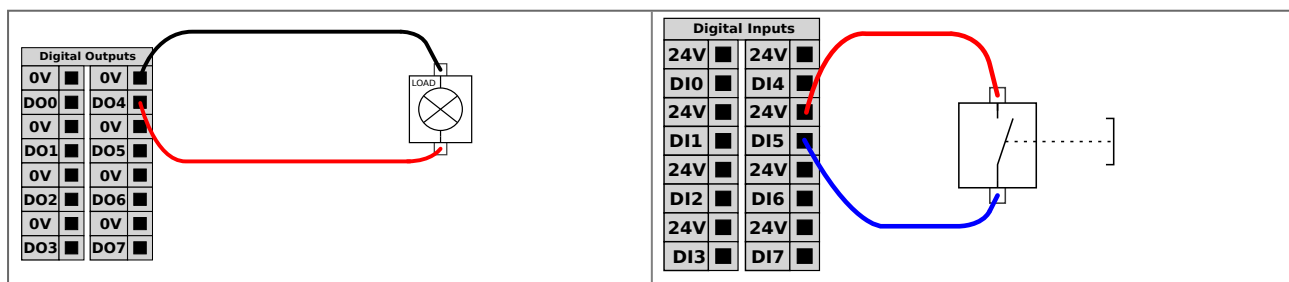 Digital Outputs
0V 0V
DO0 DO4
0V 0V
DO1 DO5
0V 0V
DO2 DO6
0V 0V
DO3 DO7
LOAD
Digital Inputs
24V 24V
DI0 DI4
24V 24V
DI1 DI5
24V 24V
DI2 DI6
24V 24V
DI3 DI7